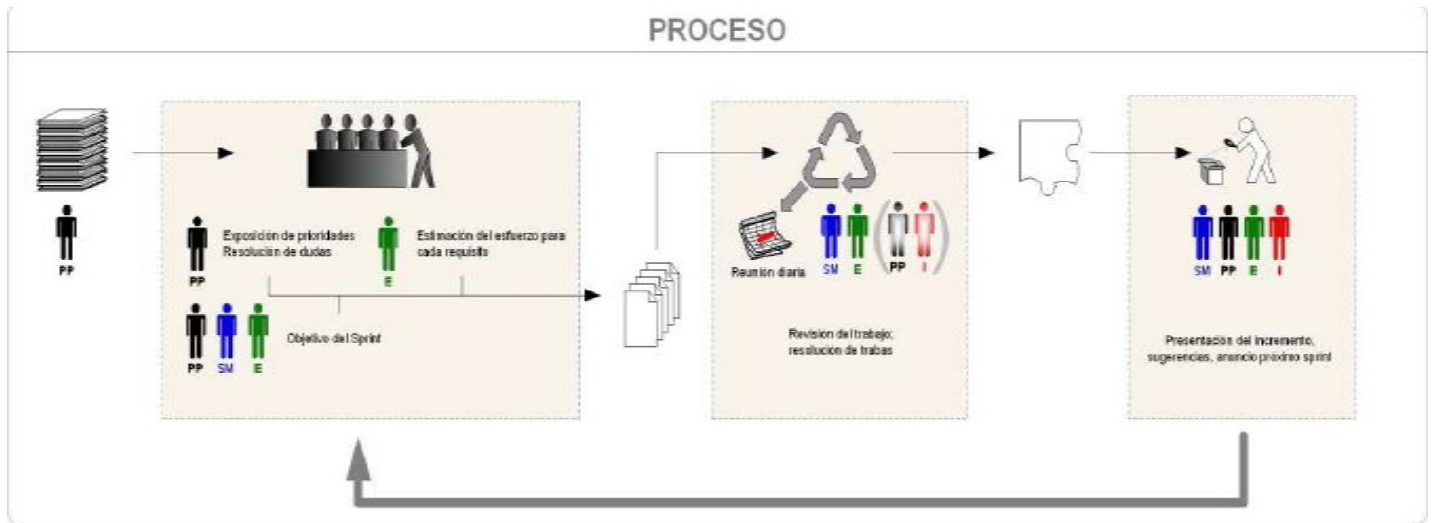 PROCESO
PP
PP
Exposición de prioridades
Resolución de dudas
E
Estimación del esfuerzo para
cada requisito
PP
SM
E
Objetivo del Sprint
Reunión diaria
SM
E
PP
I
Revisión del trabajo;
resolución de trabas
SM
PP
E
I
Presentación del incremento,
sugerencias, anuncio próximo sprint